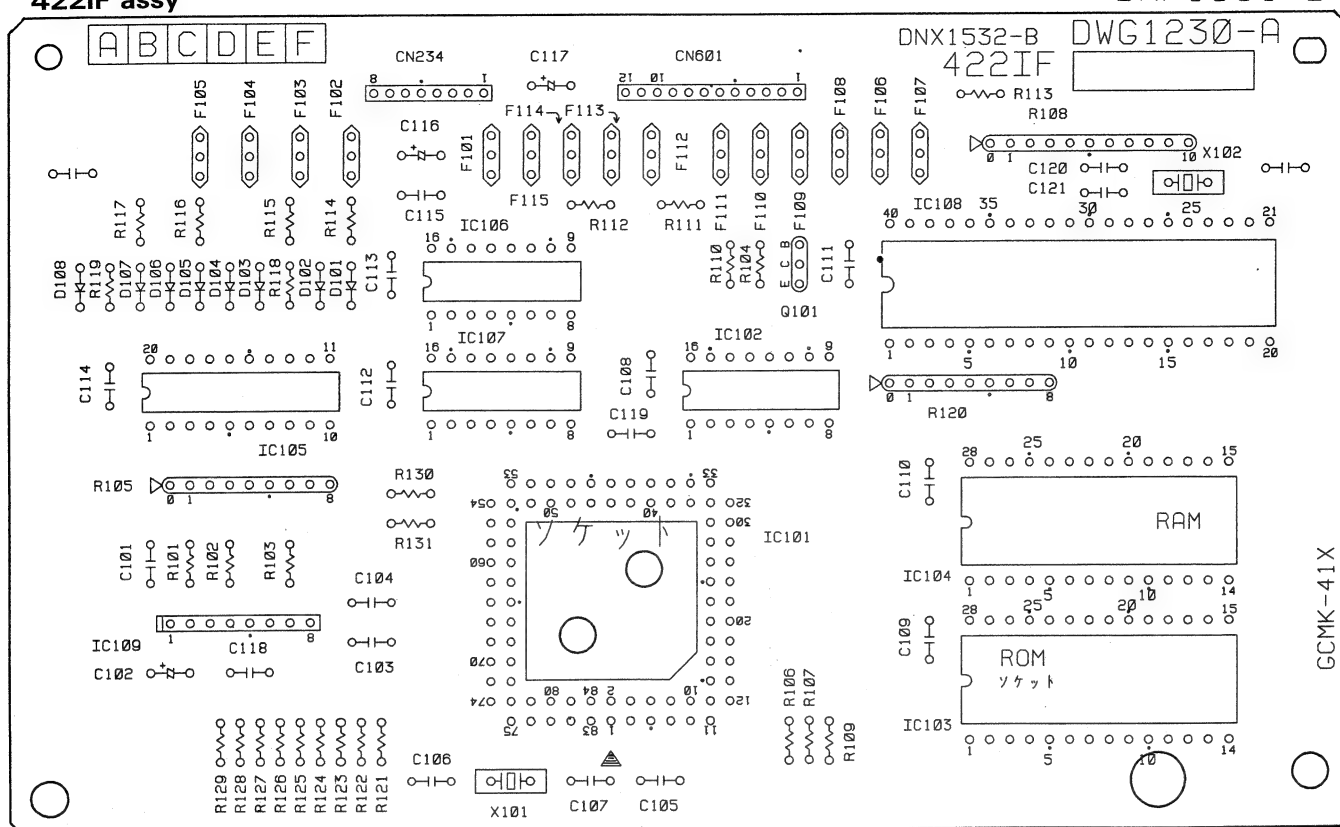 422IF assy
A B C D E F
DNX1532-B
DWG1230-A
422IF
CN234
C117
CN601
R113
R108
8 1
12 10 1
F105 F104 F103 F102
F114 F113
F108 F106 F107
C116
F101
F112
0 1 10
X102
C120
C121
C115
F115
R112
R111
F111 F110 F109
R117 R116 R115 R114
IC106
IC108
40 35 30 25 21
16 9
R110 R104
E C B
C111
C113
D108 R119 D107 D106 D105 D104 D103 R118 D102 D101
Q101
1 8
IC107
IC102
20 11
16 9
16 9
1 5 10 15 20
C114
C112
C108
0 1 8
R120
C119
1 10
1 8
1 8
IC105
28 25 20 15
C110
R105
0 1 8
R130
R131
53 33
54 50 40 32
30
ソケット
IC101
RAM
C101 R101 R102 R103
60
IC104
1 5 10 14
C104
28 25 20 15
20
1 8
IC109
C118
C103
C109
ROM
ソケット
GCMK-41X
C102
70
80 84 2 10
74 12
75 83 1 11
R106 R107
R109
IC103
1 5 10 14
R129 R128 R127 R126 R125 R124 R123 R122 R121
C106
X101
C107
C105